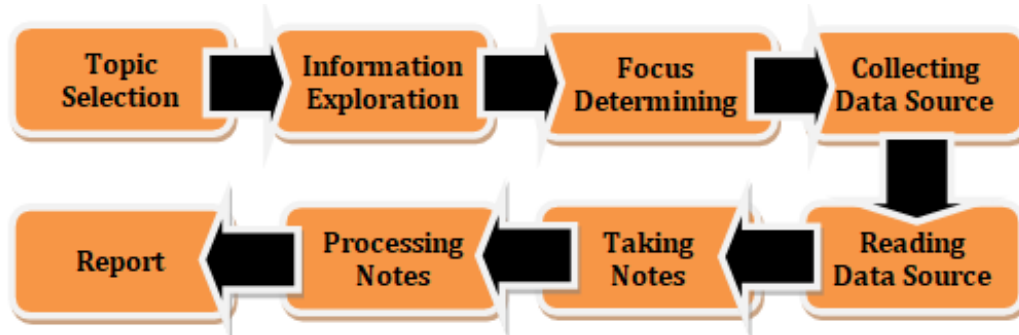 Topic
Selection
Information
Exploration
Focus
Determining
Collecting
Data Source
Reading
Data Source
Taking
Notes
Processing
Notes
Report